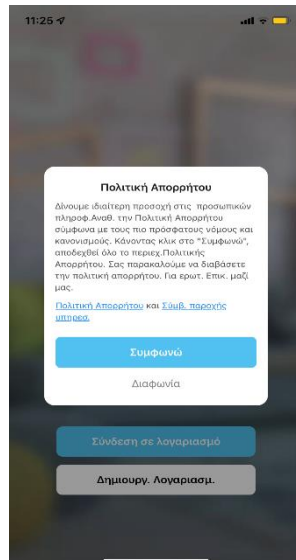 11:25
Πολιτική Απορρήτου
Δίνουμε ιδιαίτερη προσοχή στις προσωπικών
πληροφ.Αναθ. την Πολιτική Απορρήτου
σύμφωνα με τους πιο πρόσφατους νόμους και
κανονισμούς. Κάνοντας κλικ στο "Συμφωνώ",
αποδεχθεί όλο το περιεχ.Πολιτικής
Απορρήτου. Σας παρακαλούμε να διαβάσετε
την πολιτική απορρήτου. Για ερωτ. Επικ. μαζί
μας.
Πολιτική Απορρήτου και Σύμβ. παροχής
υπηρεσ.
Συμφωνώ
Διαφωνία
Σύνδεση σε λογαριασμό
Δημιουργ. Λογαριασμ.